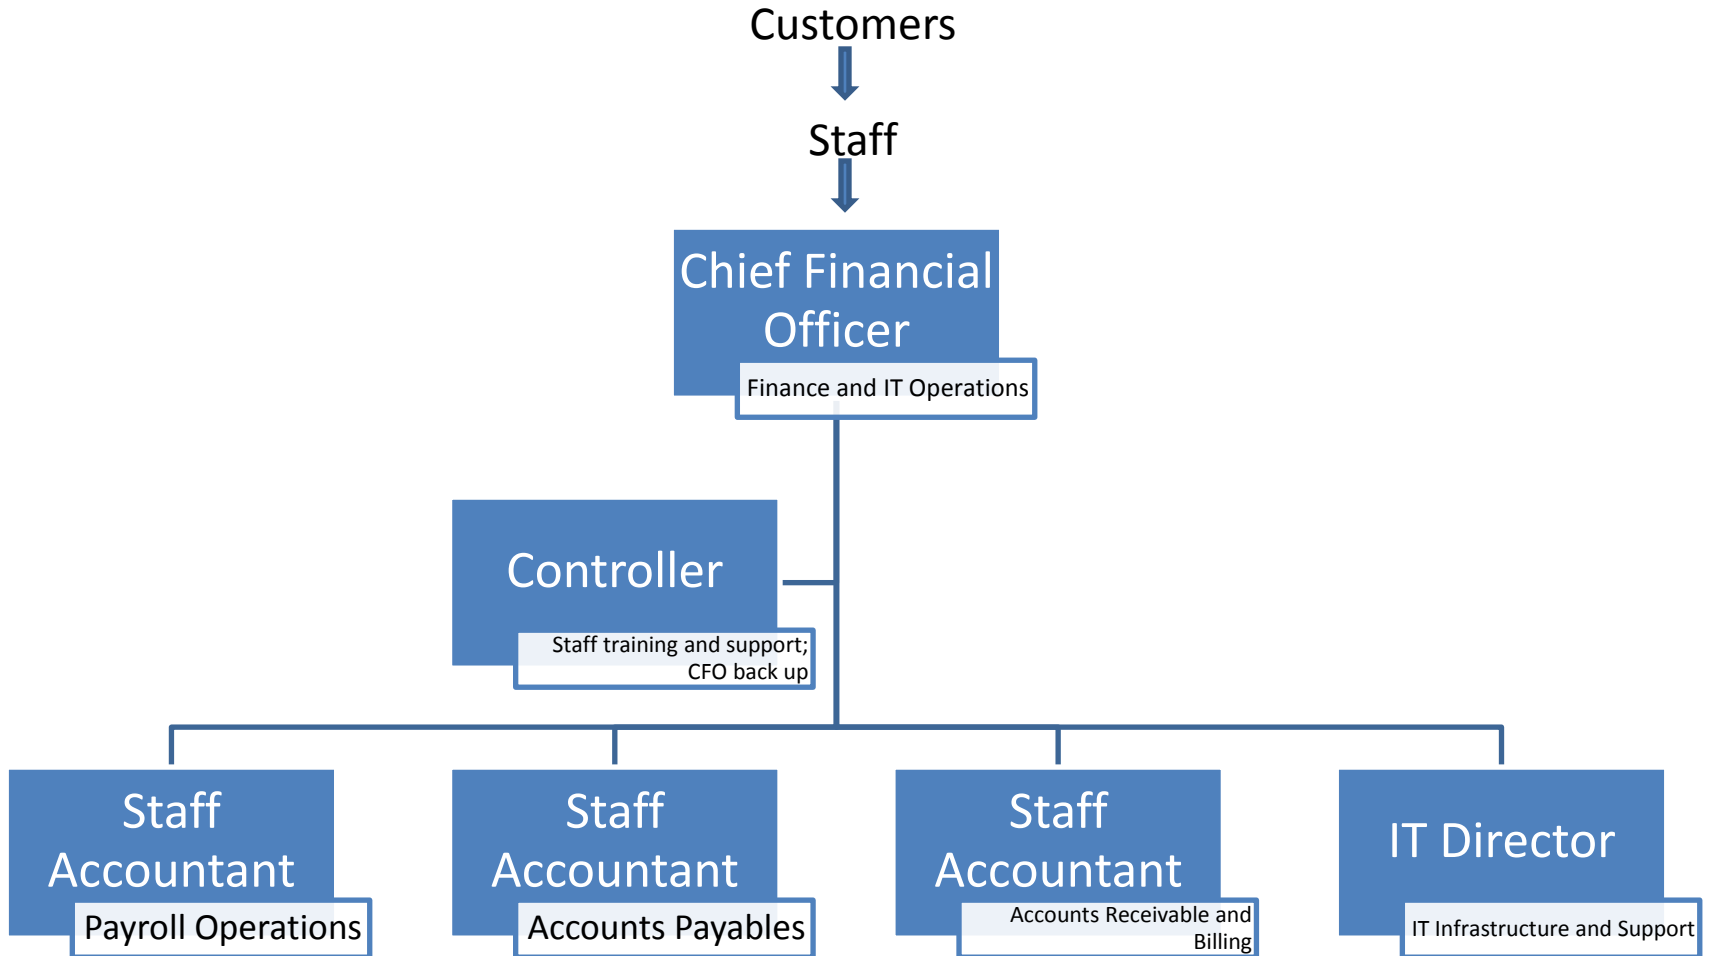 Customers
Staff
Chief Financial
Officer
Finance and IT Operations
Controller
Staff training and support;
CFO back up
Staff
Accountant
Payroll Operations
Staff
Accountant
Accounts Payables
Staff
Accountant
Accounts Receivable and
Billing
IT Director
IT Infrastructure and Support